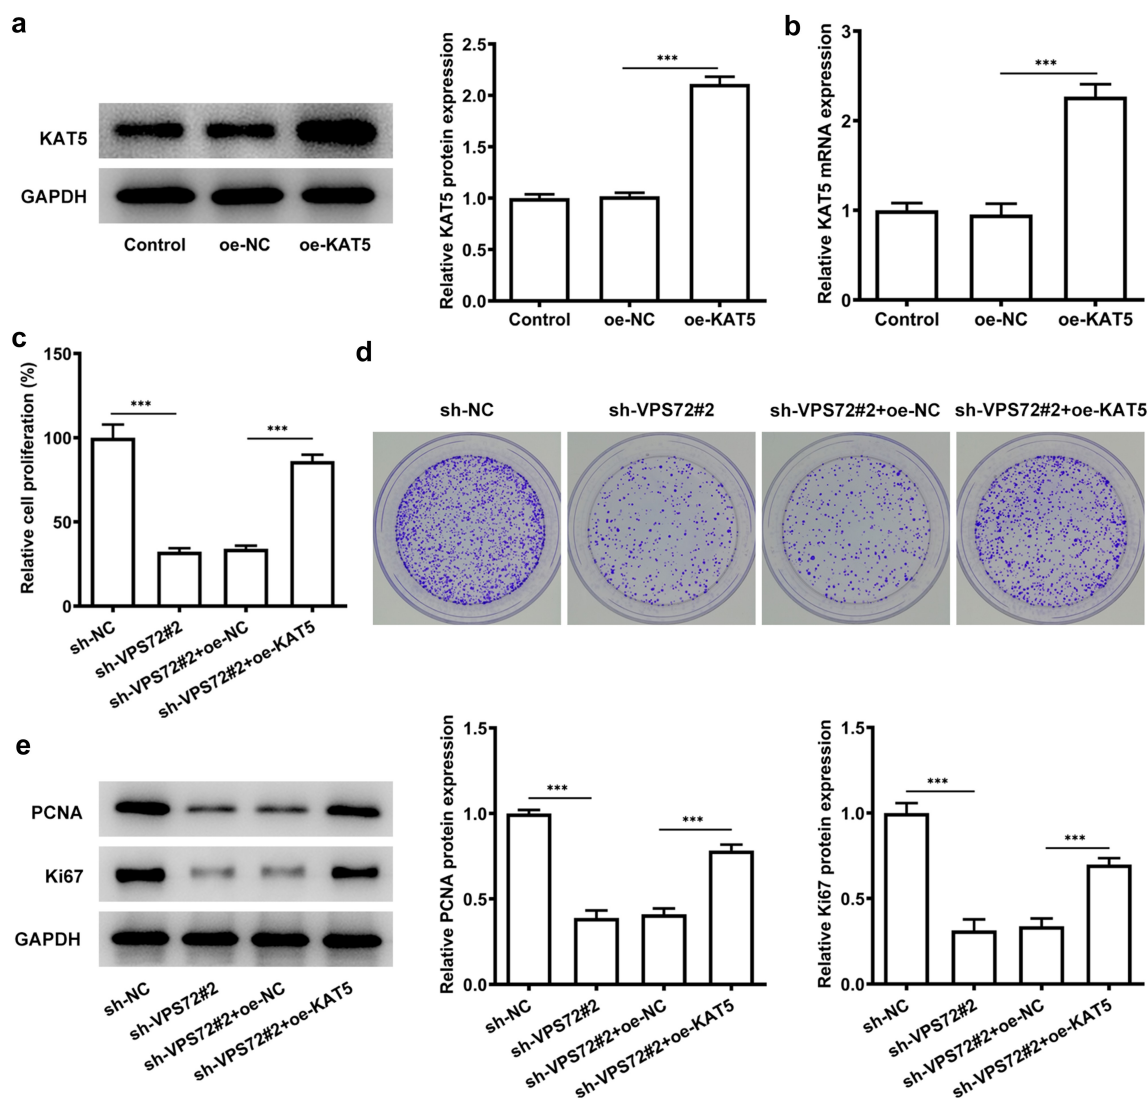 a
KAT5
GAPDH
Control oe-NC oe-KAT5
Relative KAT5 protein expression
2.5
2.0
1.5
1.0
0.5
0.0
Control oe-NC oe-KAT5
***
b
Relative KAT5 mRNA expression
3
2
1
0
Control oe-NC oe-KAT5
***
c
Relative cell proliferation (%)
150
100
50
0
***
***
sh-NC
sh-VPS72#2
sh-VPS72#2+oe-NC
sh-VPS72#2+oe-KAT5
d
sh-NC sh-VPS72#2 sh-VPS72#2+oe-NC sh-VPS72#2+oe-KAT5
e
PCNA
Ki67
GAPDH
sh-NC
sh-VPS72#2
sh-VPS72#2+oe-NC
sh-VPS72#2+oe-KAT5
Relative PCNA protein expression
1.5
1.0
0.5
0.0
***
***
sh-NC
sh-VPS72#2
sh-VPS72#2+oe-NC
sh-VPS72#2+oe-KAT5
Relative Ki67 protein expression
1.5
1.0
0.5
0.0
***
***
sh-NC
sh-VPS72#2
sh-VPS72#2+oe-NC
sh-VPS72#2+oe-KAT5